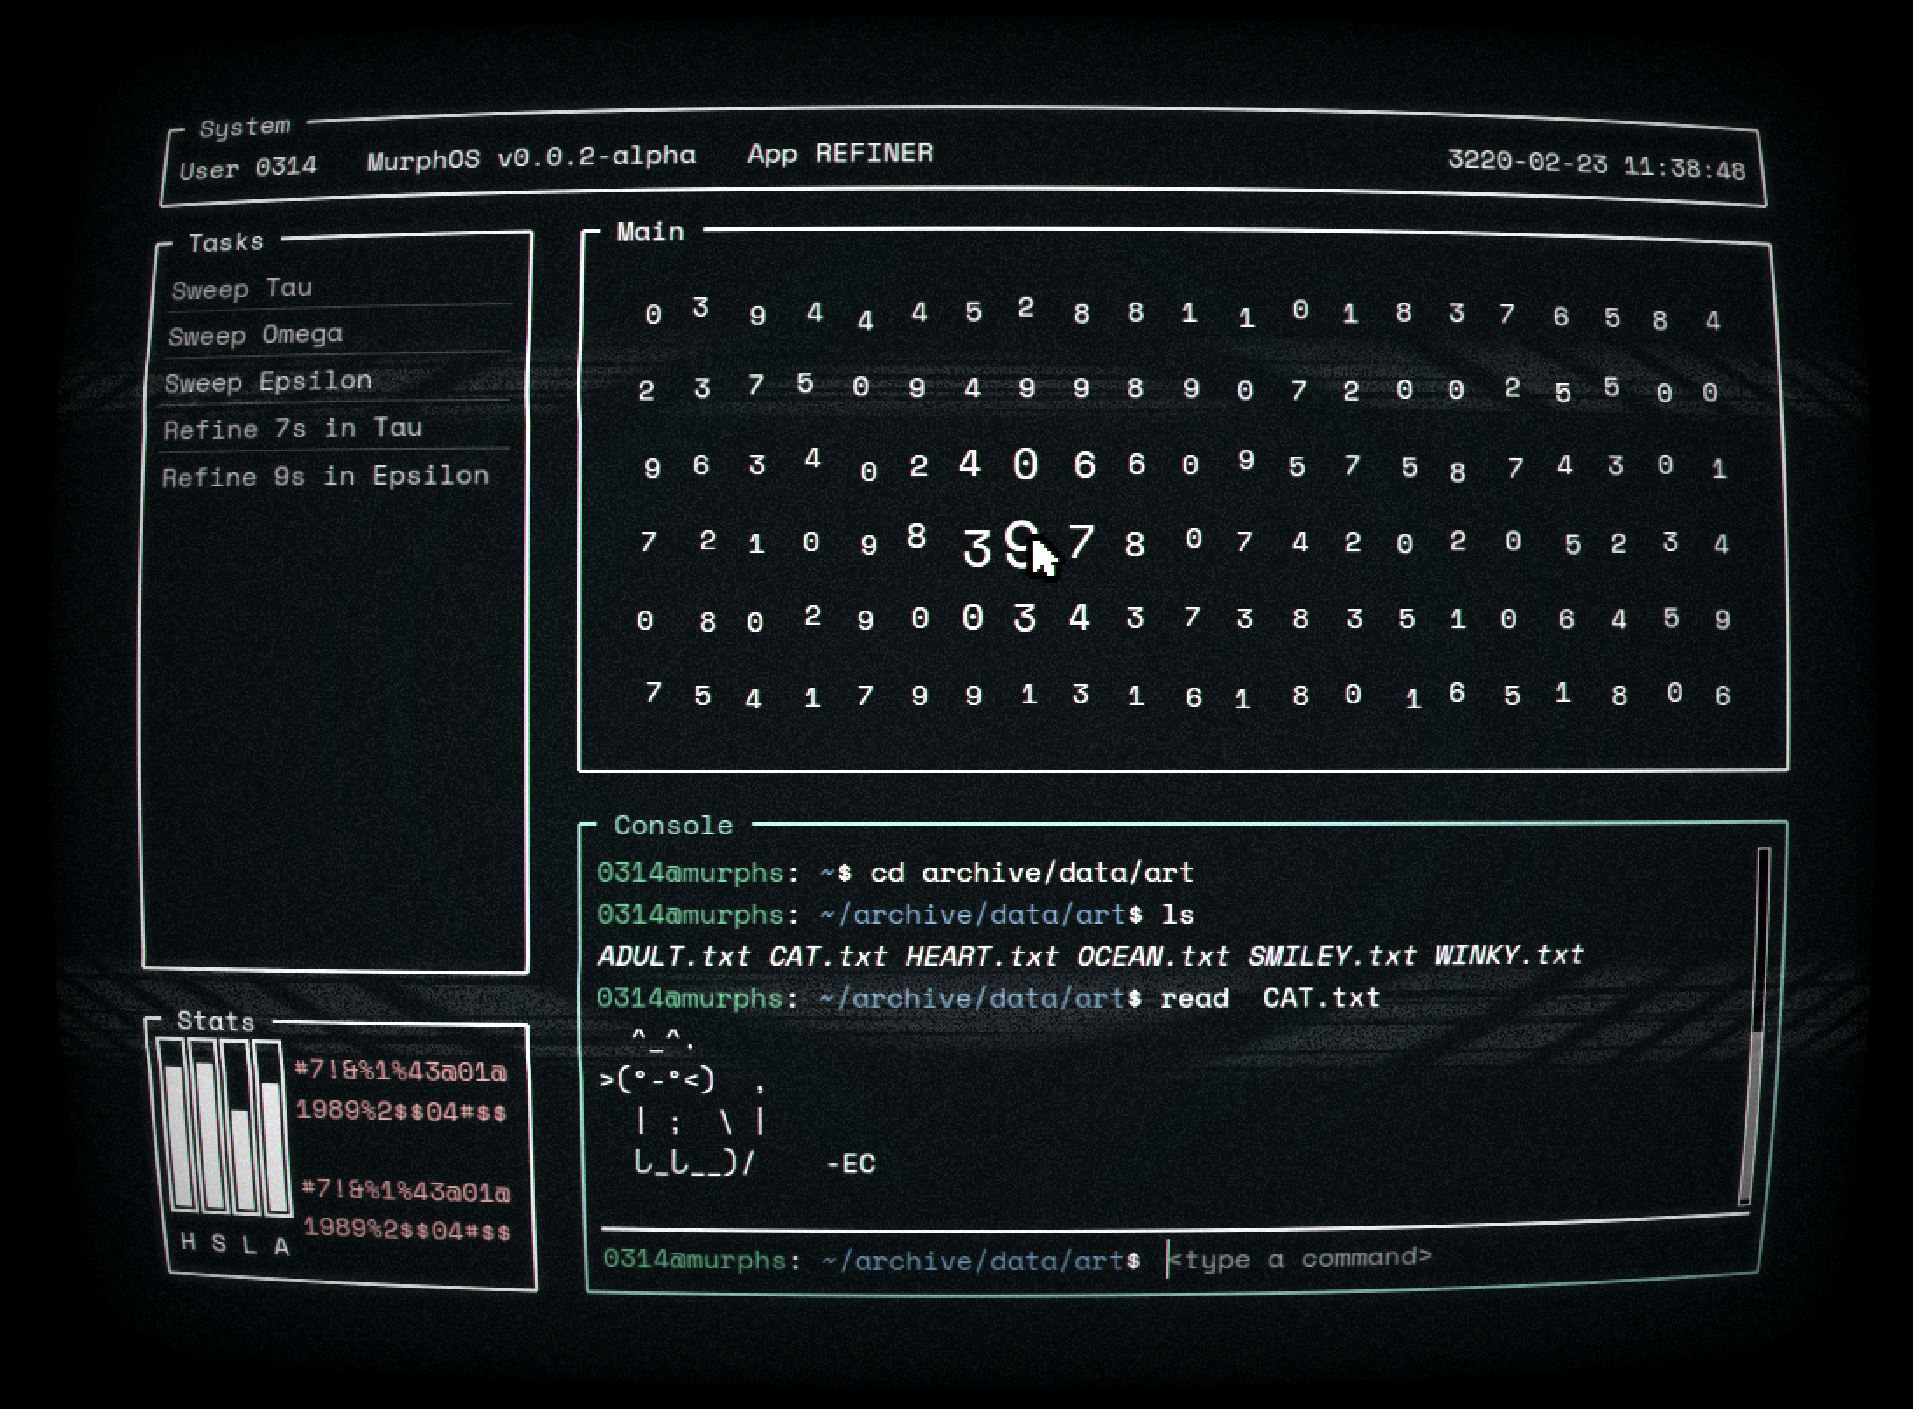 System
User 0314 MurphOS v0.0.2-alpha App REFINER 3220-02-23 11:38:48
Tasks
Sweep Tau
Sweep Omega
Sweep Epsilon
Refine 7s in Tau
Refine 9s in Epsilon
Main
0 3 9 4 4 4 5 2 8 8 1 1 0 1 8 3 7 6 5 8 4
2 3 7 5 0 9 4 9 9 8 9 0 7 2 0 0 2 5 5 0 0
9 6 3 4 0 2 4 0 6 6 0 9 5 7 5 8 7 4 3 0 1
7 2 1 0 9 8 3 9 7 8 0 7 4 2 0 2 0 5 2 3 4
0 8 0 2 9 0 0 3 4 3 7 3 8 3 5 1 0 6 4 5 9
7 5 4 1 7 9 9 1 3 1 6 1 8 0 1 6 5 1 8 0 6
Stats
#7!&%1%43@01@
1989%2$$04#$$
#7!&%1%43@01@
1989%2$$04#$$
H S L A
Console
0314@murphs: ~$ cd archive/data/art
0314@murphs: ~/archive/data/art$ ls
ADULT.txt CAT.txt HEART.txt OCEAN.txt SMILEY.txt WINKY.txt
0314@murphs: ~/archive/data/art$ read  CAT.txt
  ^_^.
>(°-°<)  ,
  | ;  \ |
  し_し__)/    -EC
0314@murphs: ~/archive/data/art$ <type a command>